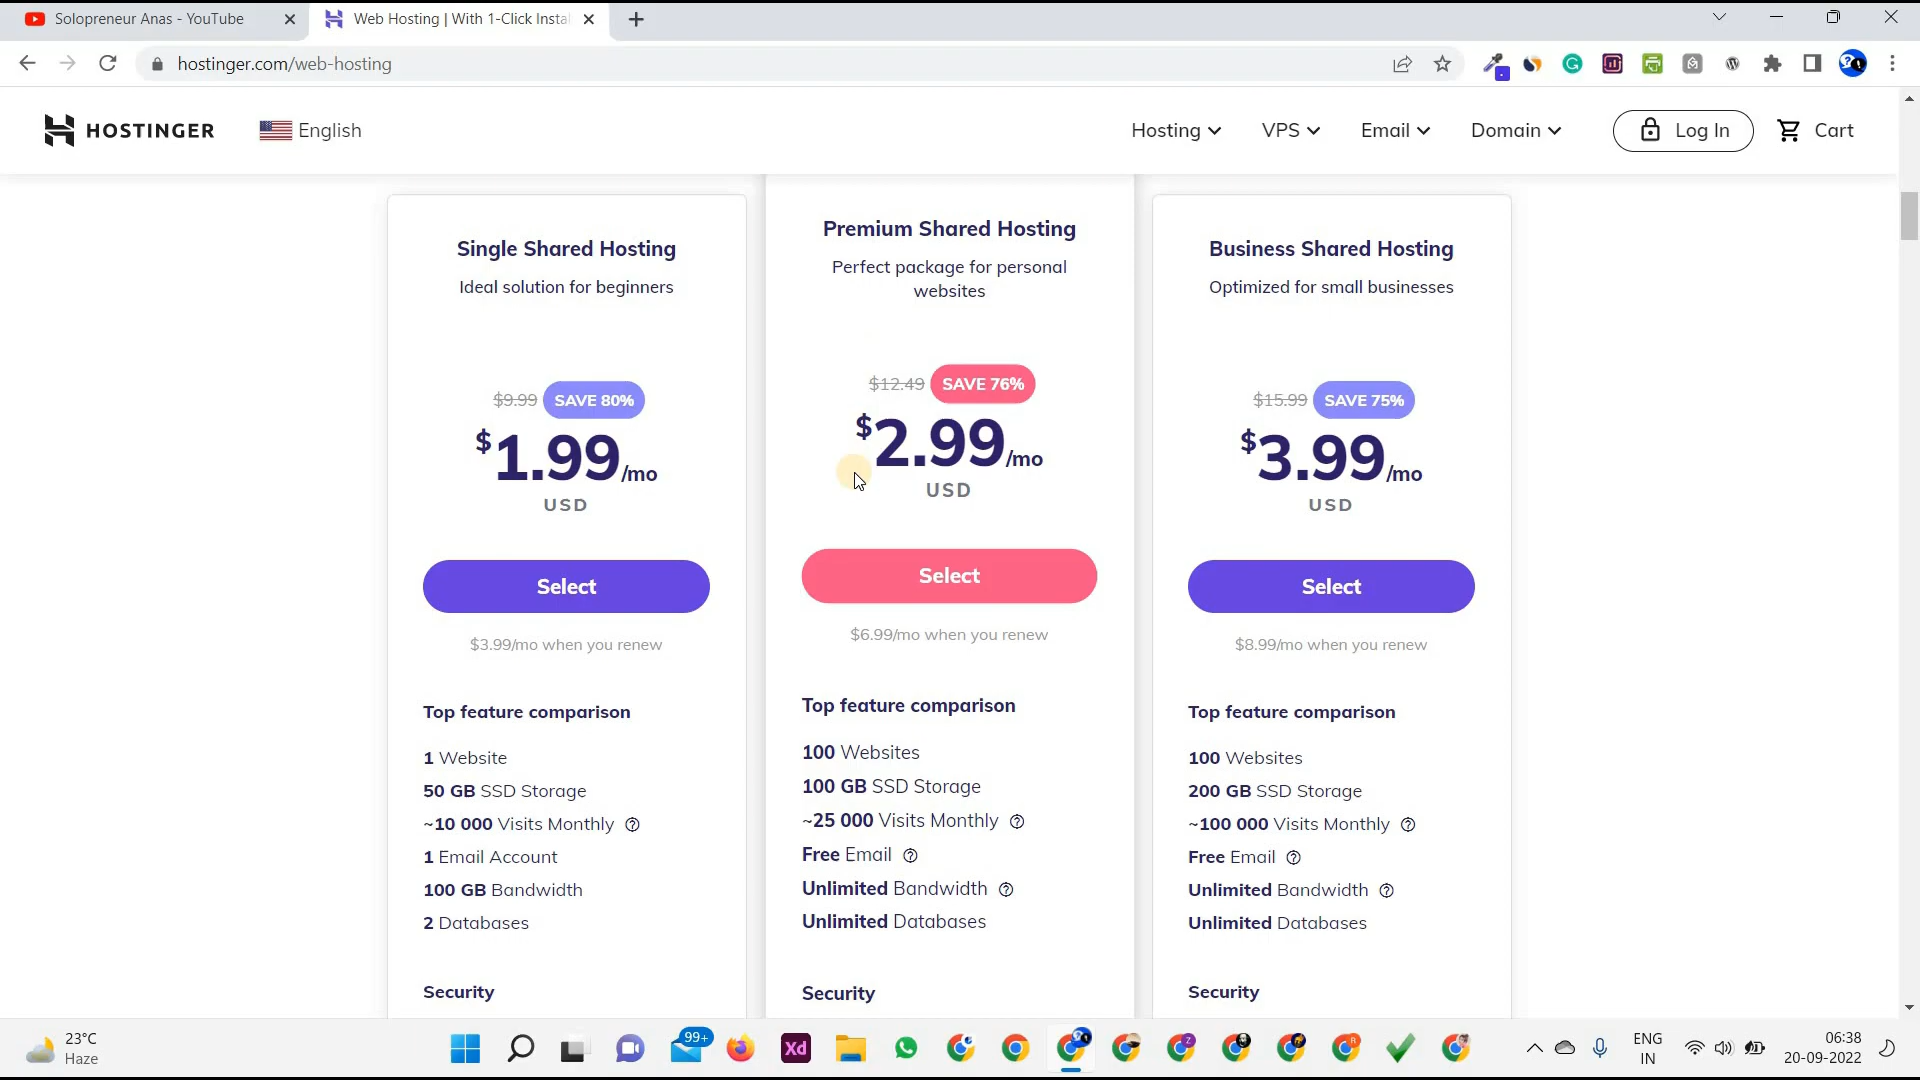 Solopreneur Anas - YouTube
Web Hosting | With 1-Click Insta
hostinger.com/web-hosting
HOSTINGER
English
Hosting
VPS
Email
Domain
Log In
Cart
Single Shared Hosting
Ideal solution for beginners
$9.99 SAVE 80%
$1.99/mo
USD
Select
$3.99/mo when you renew
Top feature comparison
1 Website
50 GB SSD Storage
~10 000 Visits Monthly
1 Email Account
100 GB Bandwidth
2 Databases
Security
Premium Shared Hosting
Perfect package for personal
websites
$12.49 SAVE 76%
$2.99/mo
USD
Select
$6.99/mo when you renew
Top feature comparison
100 Websites
100 GB SSD Storage
~25 000 Visits Monthly
Free Email
Unlimited Bandwidth
Unlimited Databases
Security
Business Shared Hosting
Optimized for small businesses
$15.99 SAVE 75%
$3.99/mo
USD
Select
$8.99/mo when you renew
Top feature comparison
100 Websites
200 GB SSD Storage
~100 000 Visits Monthly
Free Email
Unlimited Bandwidth
Unlimited Databases
Security
23°C
Haze
99+
Xd
ENG
IN
06:38
20-09-2022